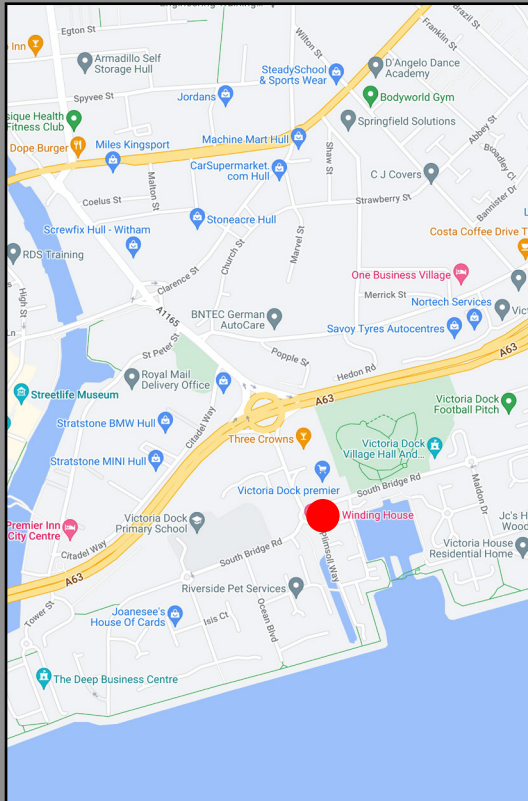 Egton St
Inn
Armadillo Self
Storage Hull
Spyvee St
Jordans
Wilton St
SteadySchool
& Sports Wear
Franklin St
Brazil St
D'Angelo Dance
Academy
Bodyworld Gym
Springfield Solutions
Abbey St
sique Health
Fitness Club
Dope Burger
Miles Kingsport
Machine Mart Hull
CarSupermarket.
com Hull
Malton St
Shaw St
C J Covers
Broadley Cl
Bannister Dr
Coelus St
Strawberry St
Stoneacre Hull
Screwfix Hull - Witham
RDS Training
Church St
Marvel St
Costa Coffee Drive T
One Business Village
Clarence St
Merrick St
Nortech Services
High St
A1165
BNTEC German
AutoCare
Savoy Tyres Autocentres
Vict
Ln
St Peter St
Popple St
A63
Royal Mail
Delivery Office
Hedon Rd
A63
Streetlife Museum
Citadel Way
Victoria Dock
Football Pitch
Stratstone BMW Hull
Three Crowns
Victoria Dock
Village Hall And...
Stratstone MINI Hull
Victoria Dock premier
South Bridge Rd
Maldon Dr
Winding House
Premier Inn
City Centre
Victoria Dock
Primary School
Jc's H
Wood
Citadel Way
South Bridge Rd
Plimsoll Way
Victoria House
Residential Home
A63
Riverside Pet Services
Tower St
Joanesee's
House Of Cards
Isis Ct
Ocean Blvd
The Deep Business Centre